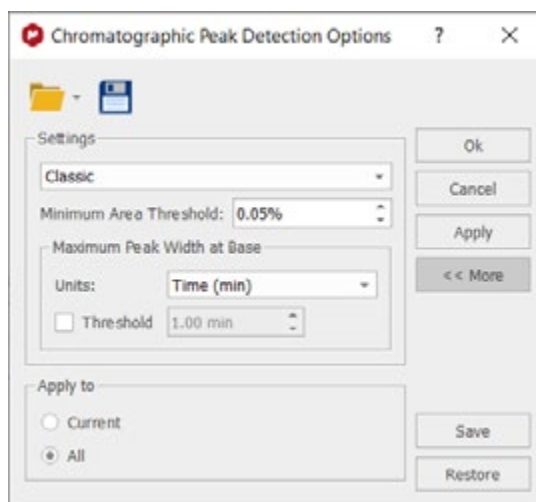 Chromatographic Peak Detection Options ? ×
Settings
Classic
Minimum Area Threshold: 0.05%
Maximum Peak Width at Base
Units: Time (min)
Threshold 1.00 min
Apply to
Current
All
Ok
Cancel
Apply
<< More
Save
Restore